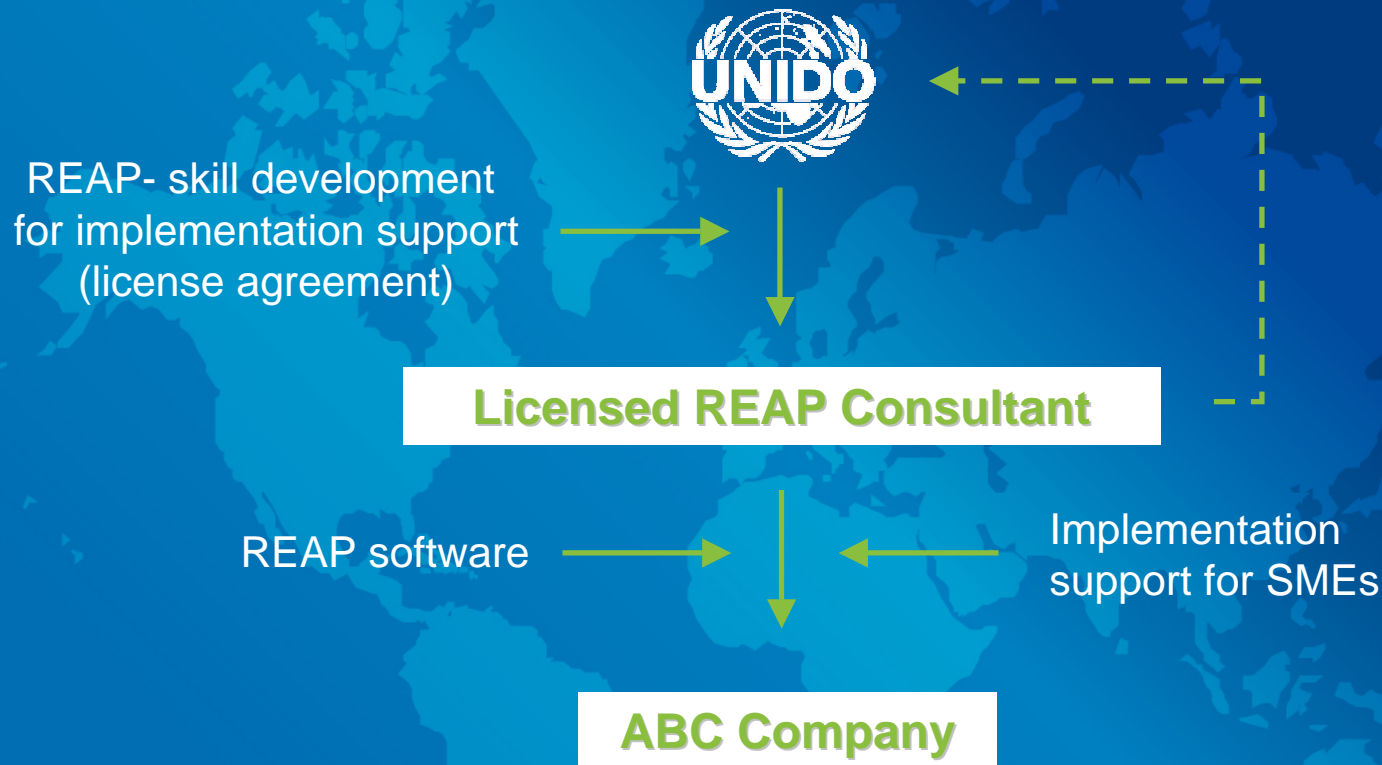 UNIDO
REAP- skill development
for implementation support
(license agreement)
Licensed REAP Consultant
REAP software
Implementation
support for SMEs
ABC Company